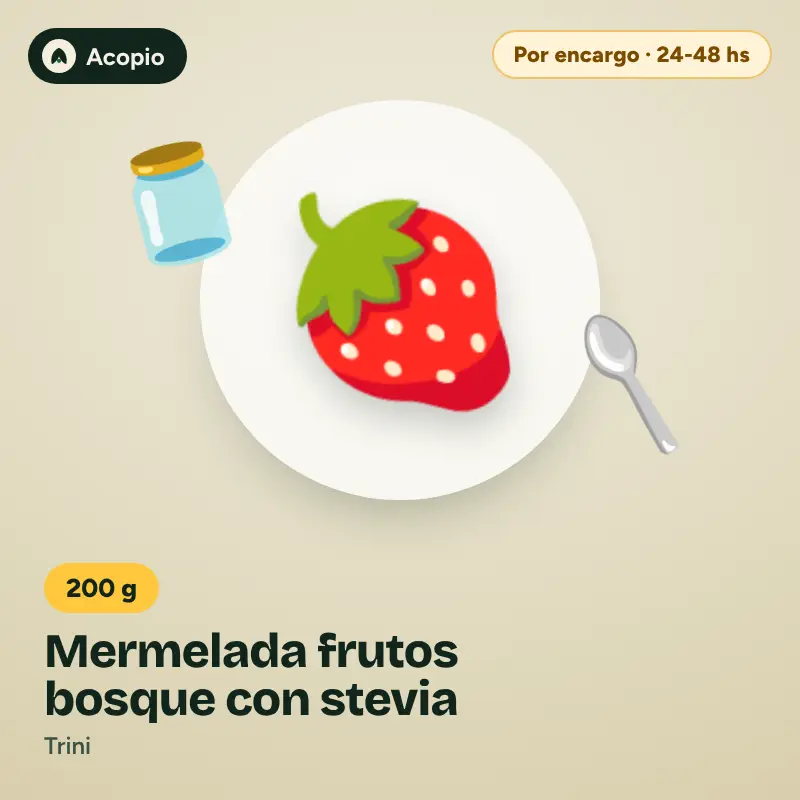 Acopio
Por encargo · 24-48 hs
200 g
Mermelada frutos
bosque con stevia
Trini